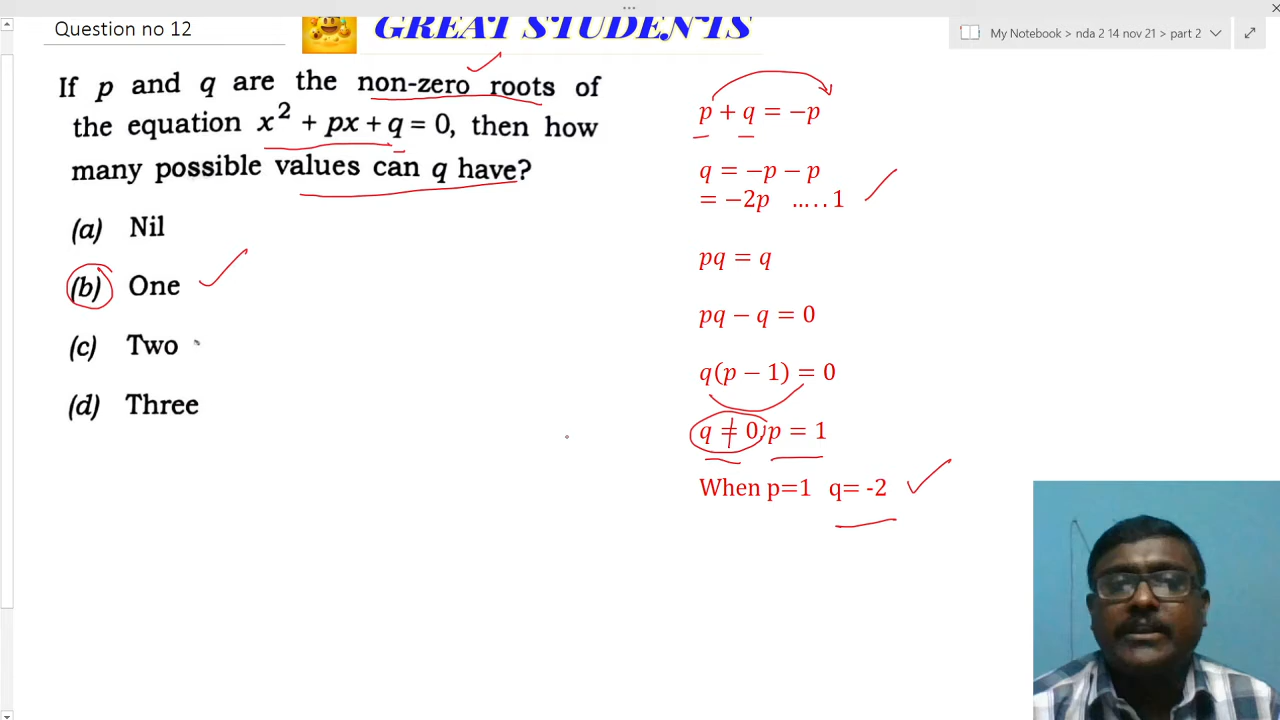 Question no 12
GREAT STUDENTS
My Notebook > nda 2 14 nov 21 > part 2
If p and q are the non-zero roots of
the equation x² + px + q = 0, then how
many possible values can q have?
(a) Nil
(b) One
(c) Two
(d) Three
p + q = −p
q = −p − p
= −2p ..... 1
pq = q
pq − q = 0
q(p − 1) = 0
q ≠ 0, p = 1
When p=1 q= -2